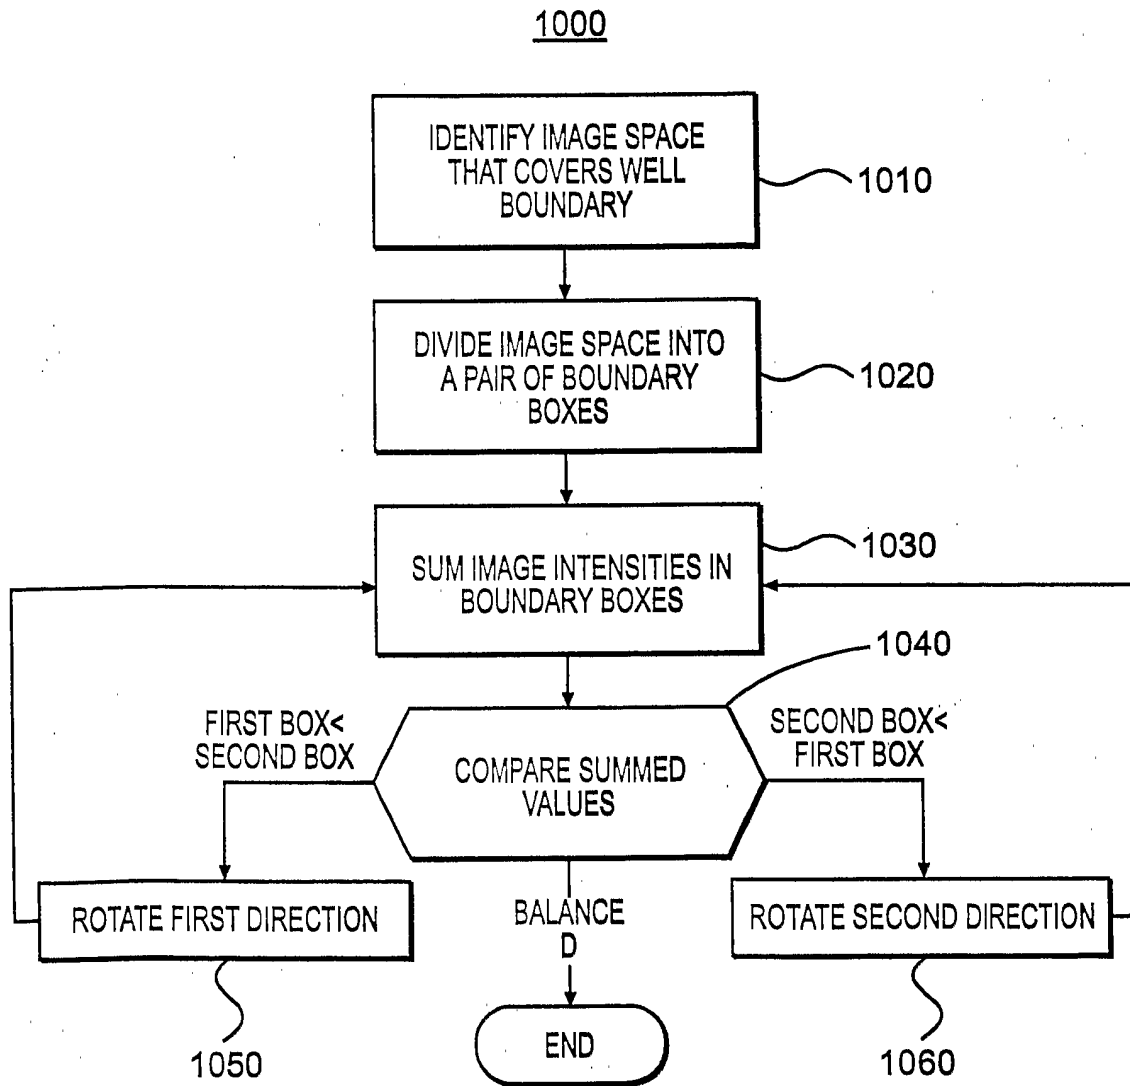 1000
IDENTIFY IMAGE SPACE
THAT COVERS WELL
BOUNDARY
1010
DIVIDE IMAGE SPACE INTO
A PAIR OF BOUNDARY
BOXES
1020
SUM IMAGE INTENSITIES IN
BOUNDARY BOXES
1030
1040
FIRST BOX<
SECOND BOX
COMPARE SUMMED
VALUES
SECOND BOX<
FIRST BOX
ROTATE FIRST DIRECTION
BALANCE
D
ROTATE SECOND DIRECTION
END
1050
1060